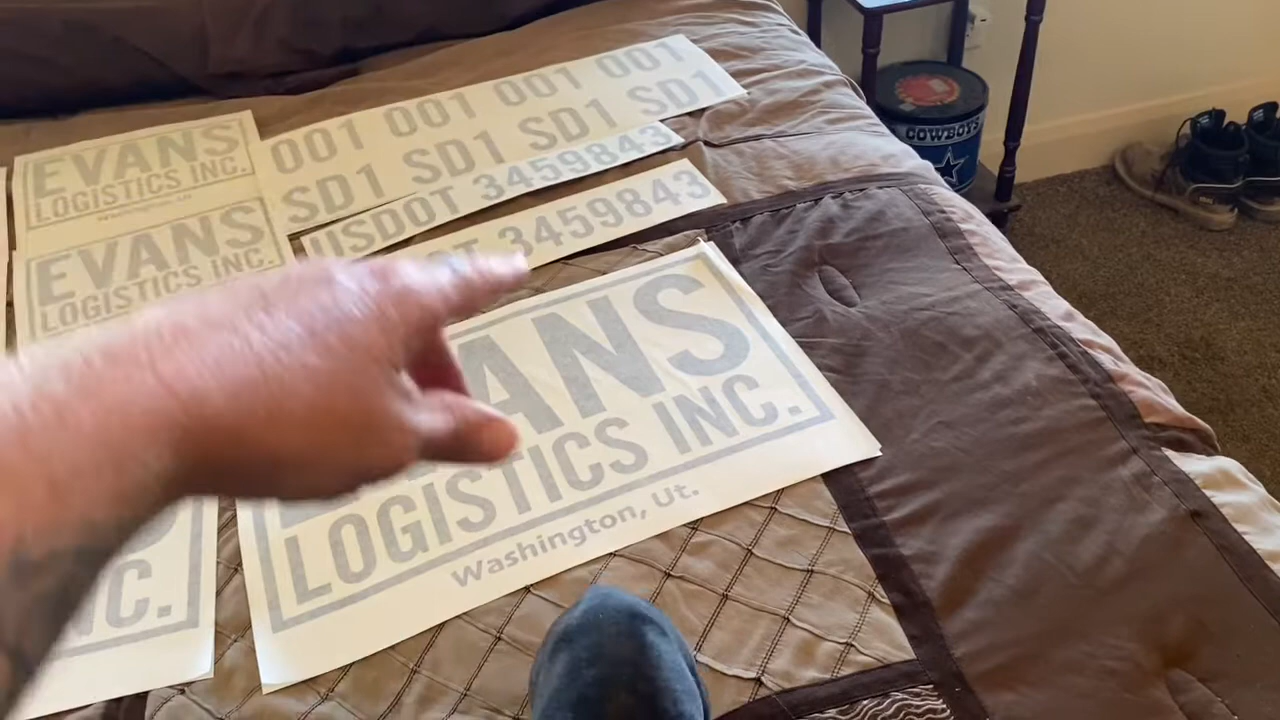 001 001 001 001
SD1 SD1 SD1 SD1
USDOT 3459843
3459843
EVANS
LOGISTICS INC.
Washington, Ut.
EVANS
LOGISTICS INC.
LOGISTICS INC.
Washington, Ut.
INC.
COWBOYS